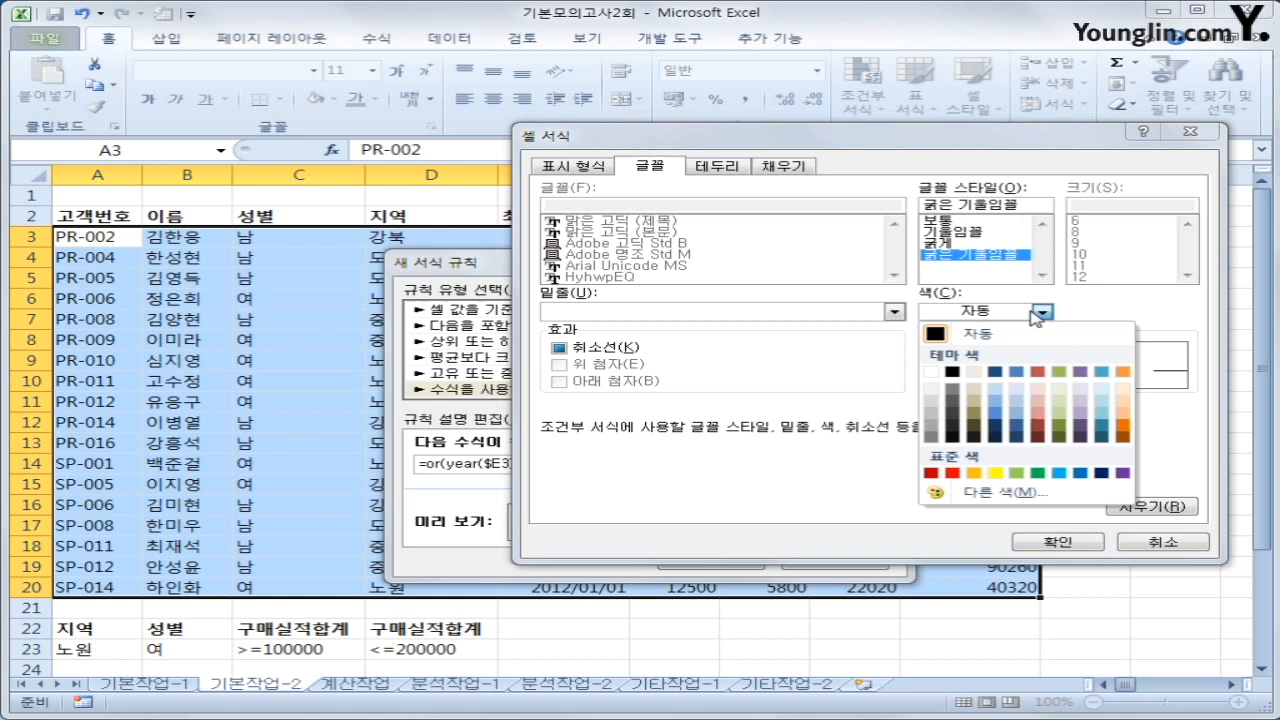 기본모의고사2회 - Microsoft Excel
Younglin.com Y.
파일 홈 삽입 페이지 레이아웃 수식 데이터 검토 보기 개발 도구 추가 기능
붙여넣기
클립보드
11
가 가 가
글꼴
일반
%
조건부 서식
표 서식
셀 스타일
삽입
삭제
서식
Σ
정렬 및 필터
찾기 및 선택
A3 fx PR-002
A B C D
1
2 고객번호 이름 성별 지역
3 PR-002 김한응 남 강북
4 PR-004 한성현 남
5 PR-005 김영득 남
6 PR-006 정은희 여
7 PR-008 김양현 남
8 PR-009 이미라 여
9 PR-010 심지영 여
10 PR-011 고수정 여
11 PR-012 유응구 여
12 PR-014 이병열 남
13 PR-016 강흥석 남
14 SP-001 백준걸 여
15 SP-005 이지영 여
16 SP-006 김미현 여
17 SP-008 한미우 남
18 SP-011 최재석 남
19 SP-012 안성윤 남 90260
20 SP-014 하인화 여 노원 2012/01/01 12500 5800 22020 40320
21
22 지역 성별 구매실적합계 구매실적합계
23 노원 여 >=100000 <=200000
24
새 서식 규칙
규칙 유형 선택(
► 셀 값을 기준
► 다음을 포함
► 상위 또는 하
► 평균보다 크
► 고유 또는 중
► 수식을 사용
규칙 설명 편집(
다음 수식이
=or(year($E3)
미리 보기:
셀 서식
표시 형식 글꼴 테두리 채우기
글꼴(F):
맑은 고딕 (제목)
맑은 고딕 (본문)
Adobe 고딕 Std B
Adobe 명조 Std M
Arial Unicode MS
HyhwpEQ
글꼴 스타일(O):
굵은 기울임꼴
보통
기울임꼴
굵게
굵은 기울임꼴
크기(S):
6
8
9
10
11
12
밑줄(U):
색(C):
자동
효과
취소선(K)
위 첨자(E)
아래 첨자(B)
자동
테마 색
표준 색
다른 색(M)...
조건부 서식에 사용할 글꼴 스타일, 밑줄, 색, 취소선 등을
지우기(R)
확인 취소
기본작업-1 기본작업-2 계산작업 분석작업-1 분석작업-2 기타작업-1 기타작업-2
준비 100%